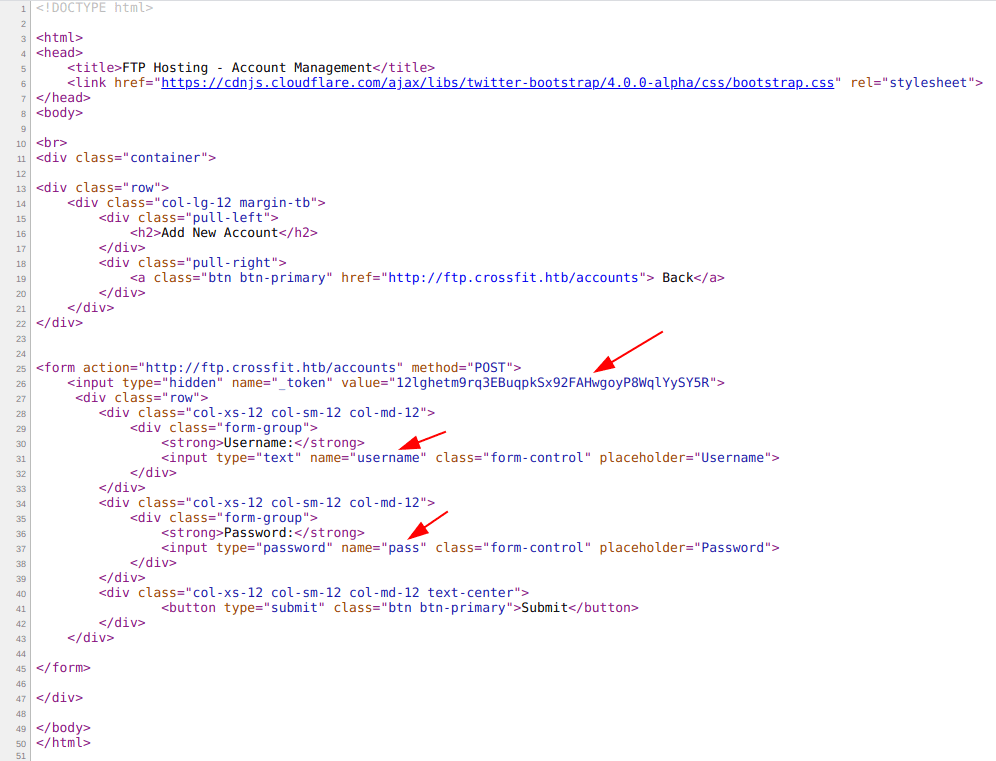 1 <!DOCTYPE html>
2
3 <html>
4 <head>
5     <title>FTP Hosting - Account Management</title>
6     <link href="https://cdnjs.cloudflare.com/ajax/libs/twitter-bootstrap/4.0.0-alpha/css/bootstrap.css" rel="stylesheet">
7 </head>
8 <body>
9
10 <br>
11 <div class="container">
12
13 <div class="row">
14     <div class="col-lg-12 margin-tb">
15         <div class="pull-left">
16             <h2>Add New Account</h2>
17         </div>
18         <div class="pull-right">
19             <a class="btn btn-primary" href="http://ftp.crossfit.htb/accounts"> Back</a>
20         </div>
21     </div>
22 </div>
23
24
25 <form action="http://ftp.crossfit.htb/accounts" method="POST">
26     <input type="hidden" name="_token" value="12lghetm9rq3EBuqpkSx92FAHwgoyP8WqlYySY5R">
27      <div class="row">
28         <div class="col-xs-12 col-sm-12 col-md-12">
29             <div class="form-group">
30                 <strong>Username:</strong>
31                 <input type="text" name="username" class="form-control" placeholder="Username">
32             </div>
33         </div>
34         <div class="col-xs-12 col-sm-12 col-md-12">
35             <div class="form-group">
36                 <strong>Password:</strong>
37                 <input type="password" name="pass" class="form-control" placeholder="Password">
38             </div>
39         </div>
40         <div class="col-xs-12 col-sm-12 col-md-12 text-center">
41                 <button type="submit" class="btn btn-primary">Submit</button>
42         </div>
43     </div>
44
45 </form>
46
47 </div>
48
49 </body>
50 </html>
51